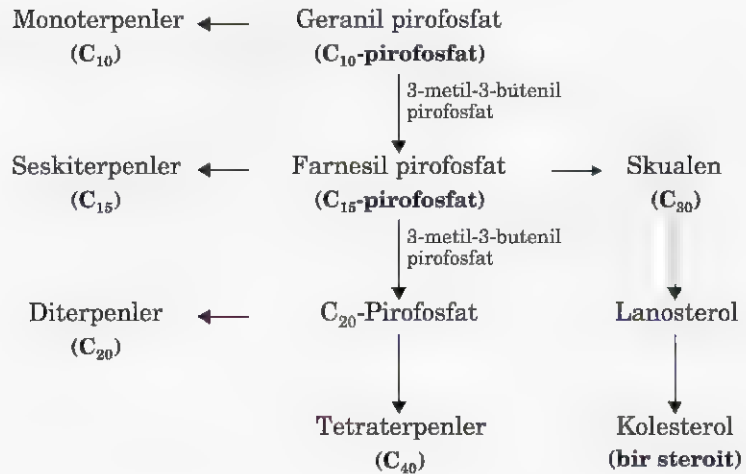 Monoterpenler Geranil pirofosfat
(C₁₀) (C₁₀-pirofosfat)
3-metil-3-bütenil
pirofosfat
Seskiterpenler Farnesil pirofosfat Skualen
(C₁₅) (C₁₅-pirofosfat) (C₃₀)
3-metil-3-butenil
pirofosfat
Diterpenler C₂₀-Pirofosfat Lanosterol
(C₂₀)
Tetraterpenler Kolesterol
(C₄₀) (bir steroit)